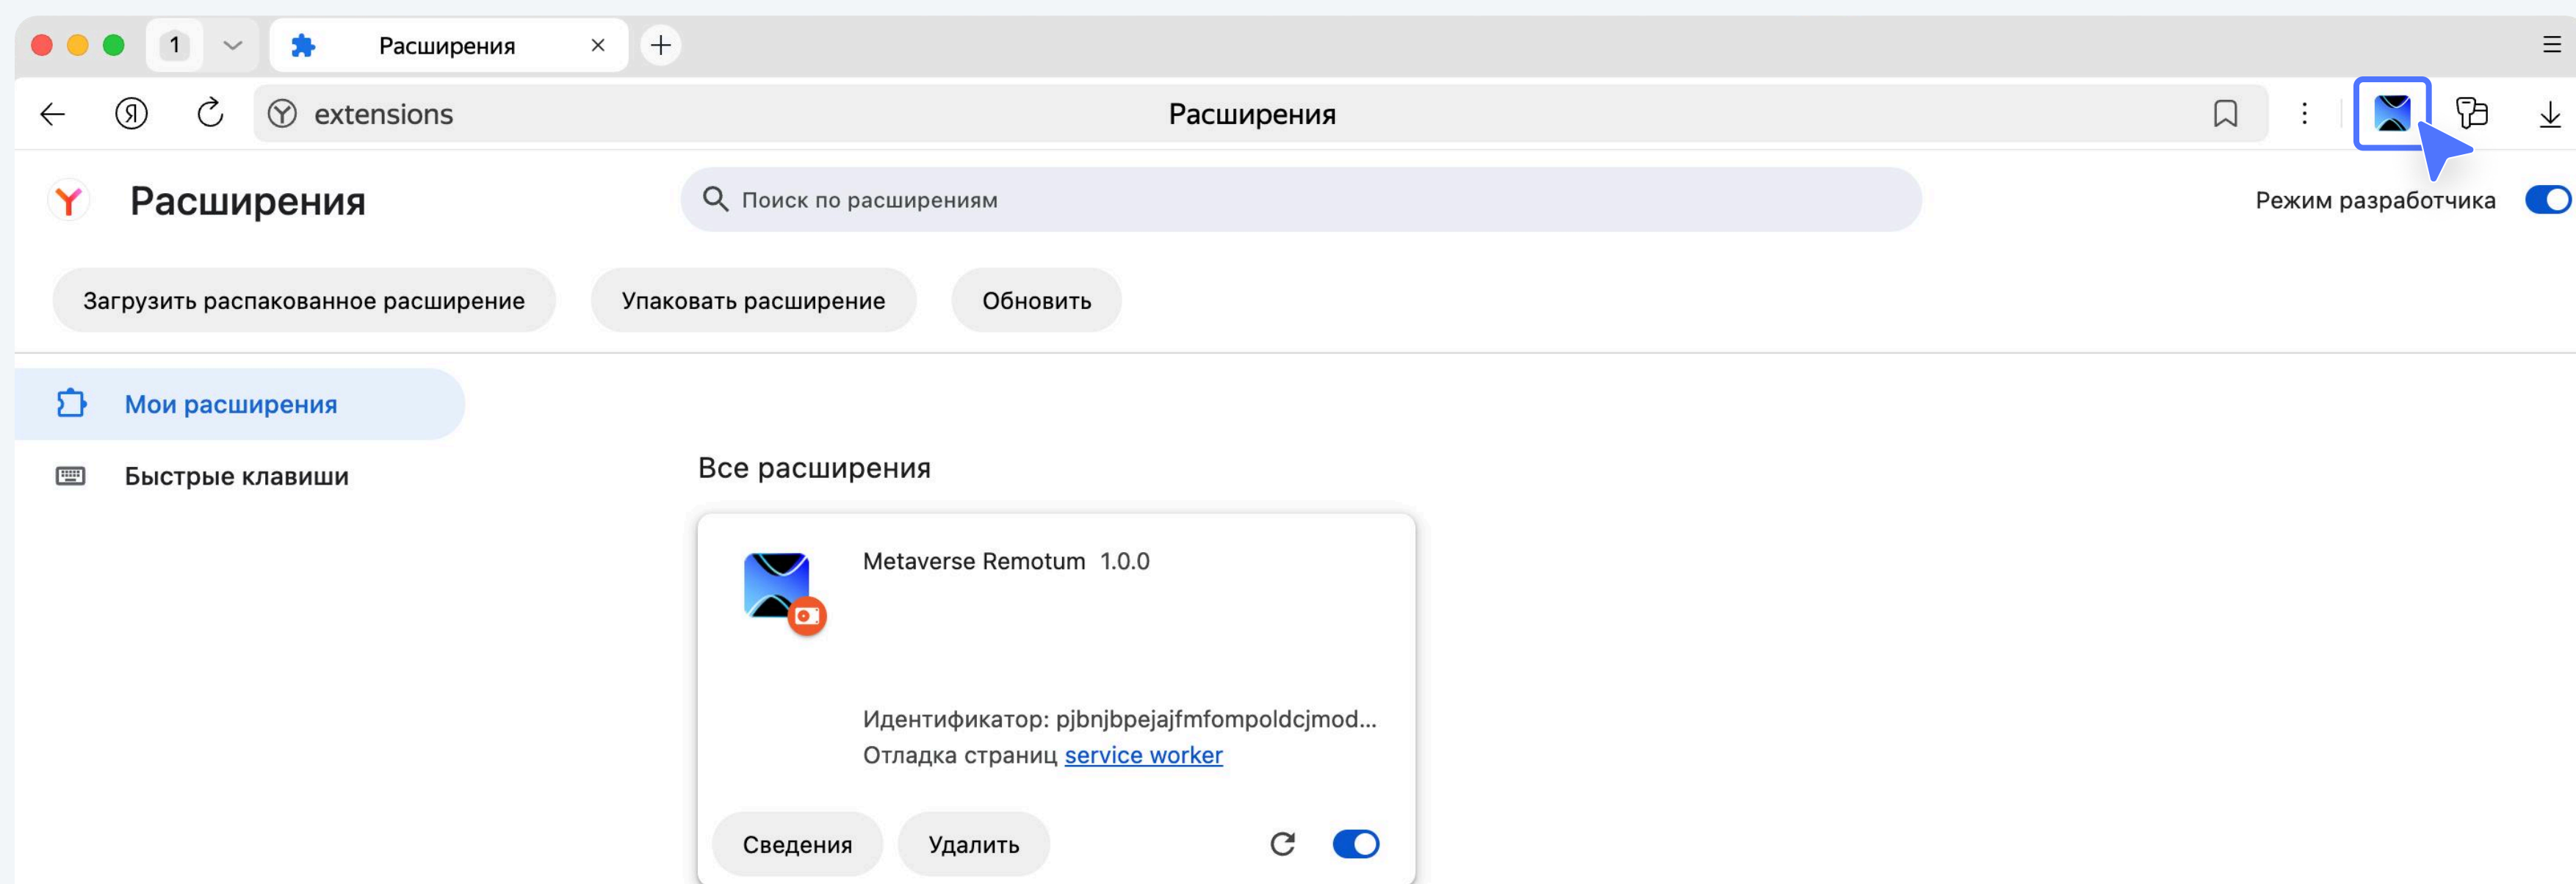 1 Расширения
extensions Расширения
Расширения Поиск по расширениям Режим разработчика
Загрузить распакованное расширение Упаковать расширение Обновить
Мои расширения
Быстрые клавиши
Все расширения
Metaverse Remotum 1.0.0
Идентификатор: pjbnjbpejajfmfompoldcjmod...
Отладка страниц service worker
Сведения Удалить